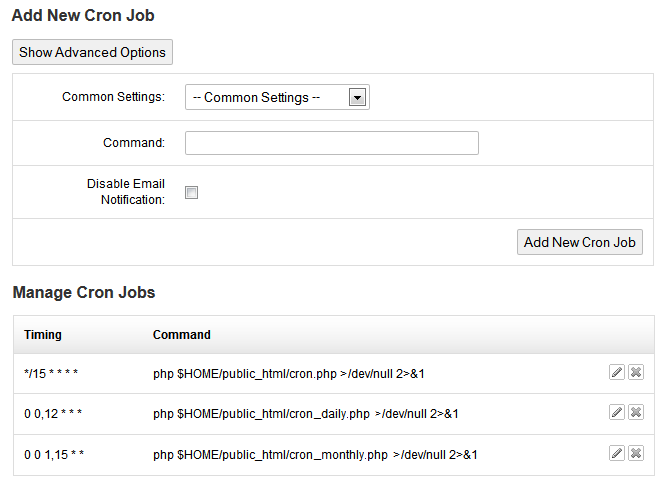 Add New Cron Job
Show Advanced Options
Common Settings: -- Common Settings --
Command:
Disable Email
Notification:
Add New Cron Job
Manage Cron Jobs
Timing Command
*/15 * * * * php $HOME/public_html/cron.php >/dev/null 2>&1
0 0,12 * * * php $HOME/public_html/cron_daily.php >/dev/null 2>&1
0 0 1,15 * * php $HOME/public_html/cron_monthly.php >/dev/null 2>&1